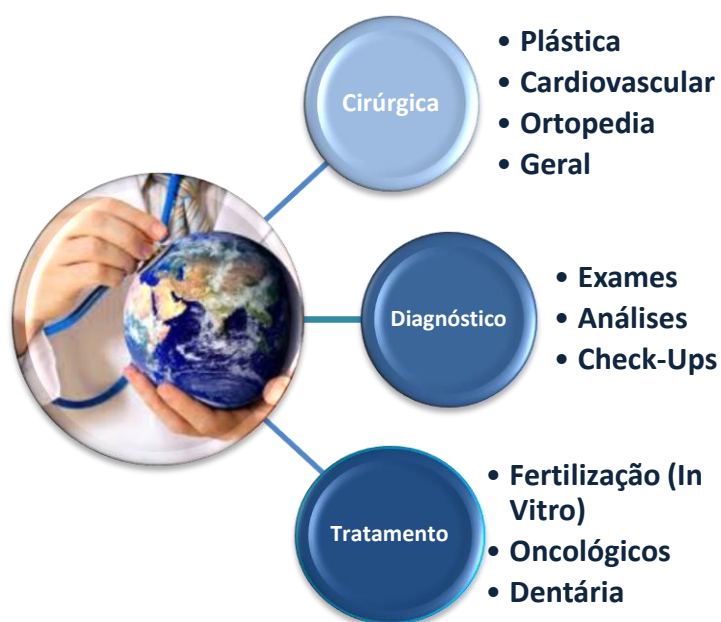 Cirúrgica
• Plástica
• Cardiovascular
• Ortopedia
• Geral
Diagnóstico
• Exames
• Análises
• Check-Ups
Tratamento
• Fertilização (In
Vitro)
• Oncológicos
• Dentária